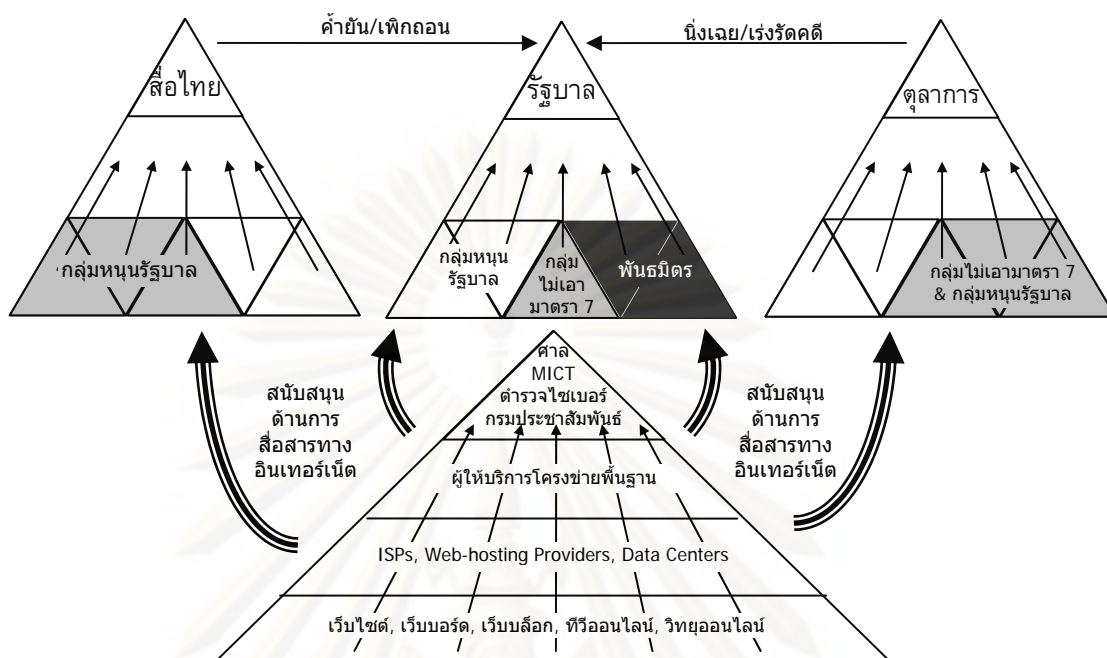 ค้ำยัน/เพิกถอน
นิ่งเฉย/เร่งรัดคดี
สื่อไทย
รัฐบาล
ตุลาการ
กลุ่มหนุนรัฐบาล
กลุ่มหนุน
รัฐบาล
กลุ่ม
ไม่เอา
มาตรา 7
พันธมิตร
กลุ่มไม่เอามาตรา 7
& กลุ่มหนุนรัฐบาล
สนับสนุน
ด้านการ
สื่อสารทาง
อินเทอร์เน็ต
ศาล
MICT
ตำรวจไซเบอร์
กรมประชาสัมพันธ์
สนับสนุน
ด้านการ
สื่อสารทาง
อินเทอร์เน็ต
ผู้ให้บริการโครงข่ายพื้นฐาน
ISPs, Web-hosting Providers, Data Centers
เว็บไซต์, เว็บบอร์ด, เว็บบล็อก, ทีวีออนไลน์, วิทยุออนไลน์